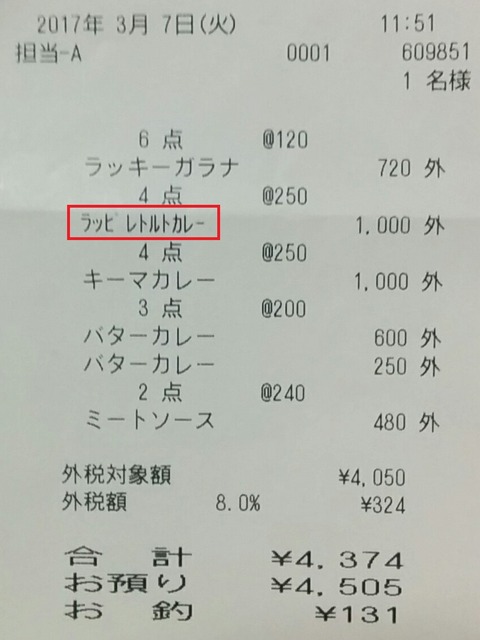 2017年 3月 7日(火) 11:51
担当-A 0001 609851
1 名様
6 点 @120
ラッキーガラナ 720 外
4 点 @250
ﾗｯﾋﾟ ﾚﾄﾙﾄｶﾚｰ 1,000 外
4 点 @250
キーマカレー 1,000 外
3 点 @200
バターカレー 600 外
バターカレー 250 外
2 点 @240
ミートソース 480 外
外税対象額 ¥4,050
外税額 8.0% ¥324
合 計 ¥4,374
お預り ¥4,505
お 釣 ¥131